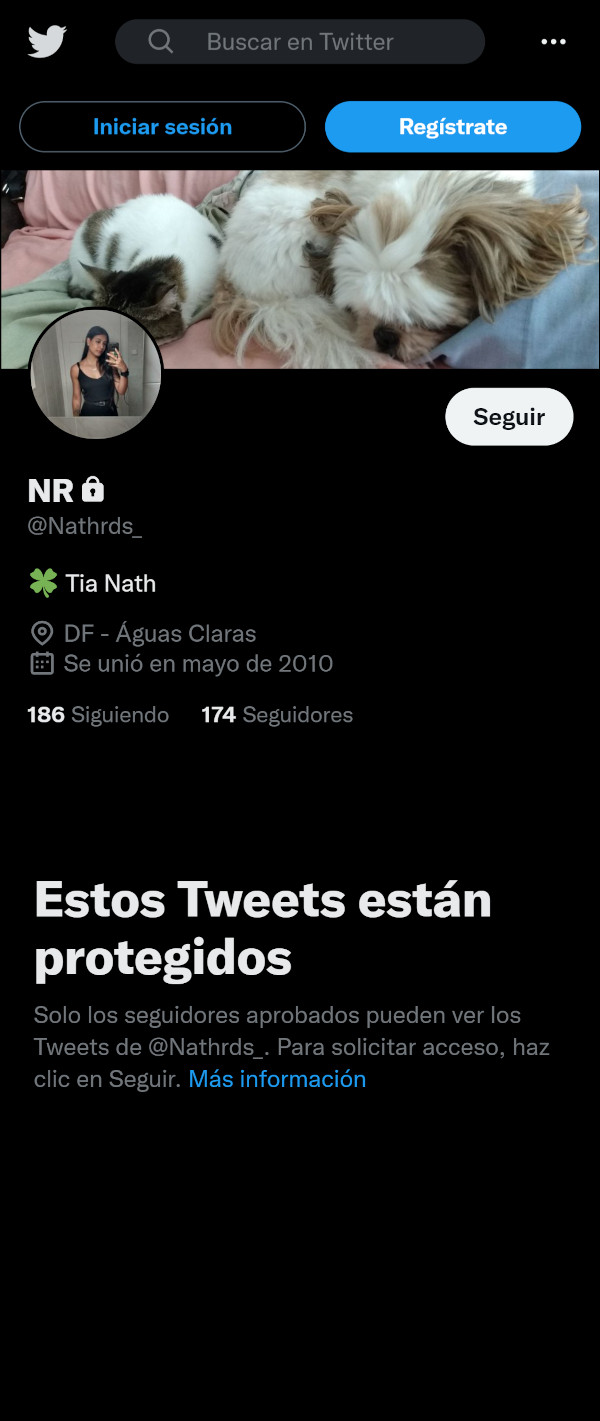 Buscar en Twitter
Iniciar sesión
Regístrate
Seguir
NR
@Nathrds_
🍀 Tia Nath
DF - Águas Claras
Se unió en mayo de 2010
186 Siguiendo 174 Seguidores
Estos Tweets están
protegidos
Solo los seguidores aprobados pueden ver los
Tweets de @Nathrds_. Para solicitar acceso, haz
clic en Seguir. Más información